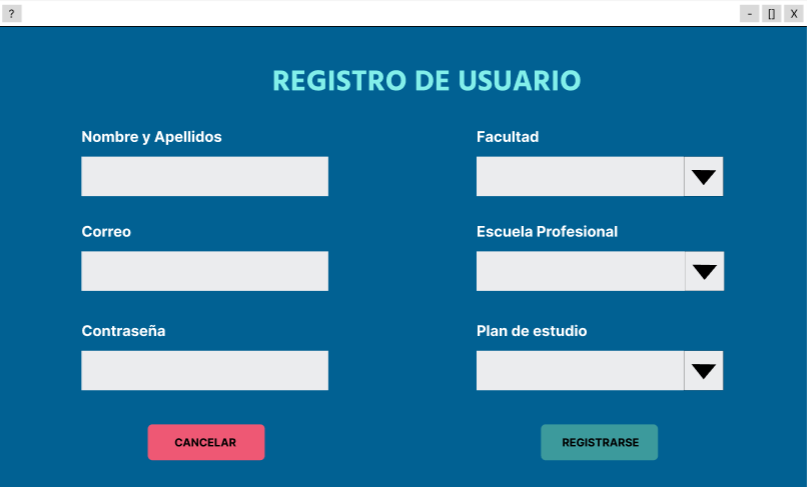 ?
- [] X
REGISTRO DE USUARIO
Nombre y Apellidos
Facultad
Correo
Escuela Profesional
Contraseña
Plan de estudio
CANCELAR
REGISTRARSE